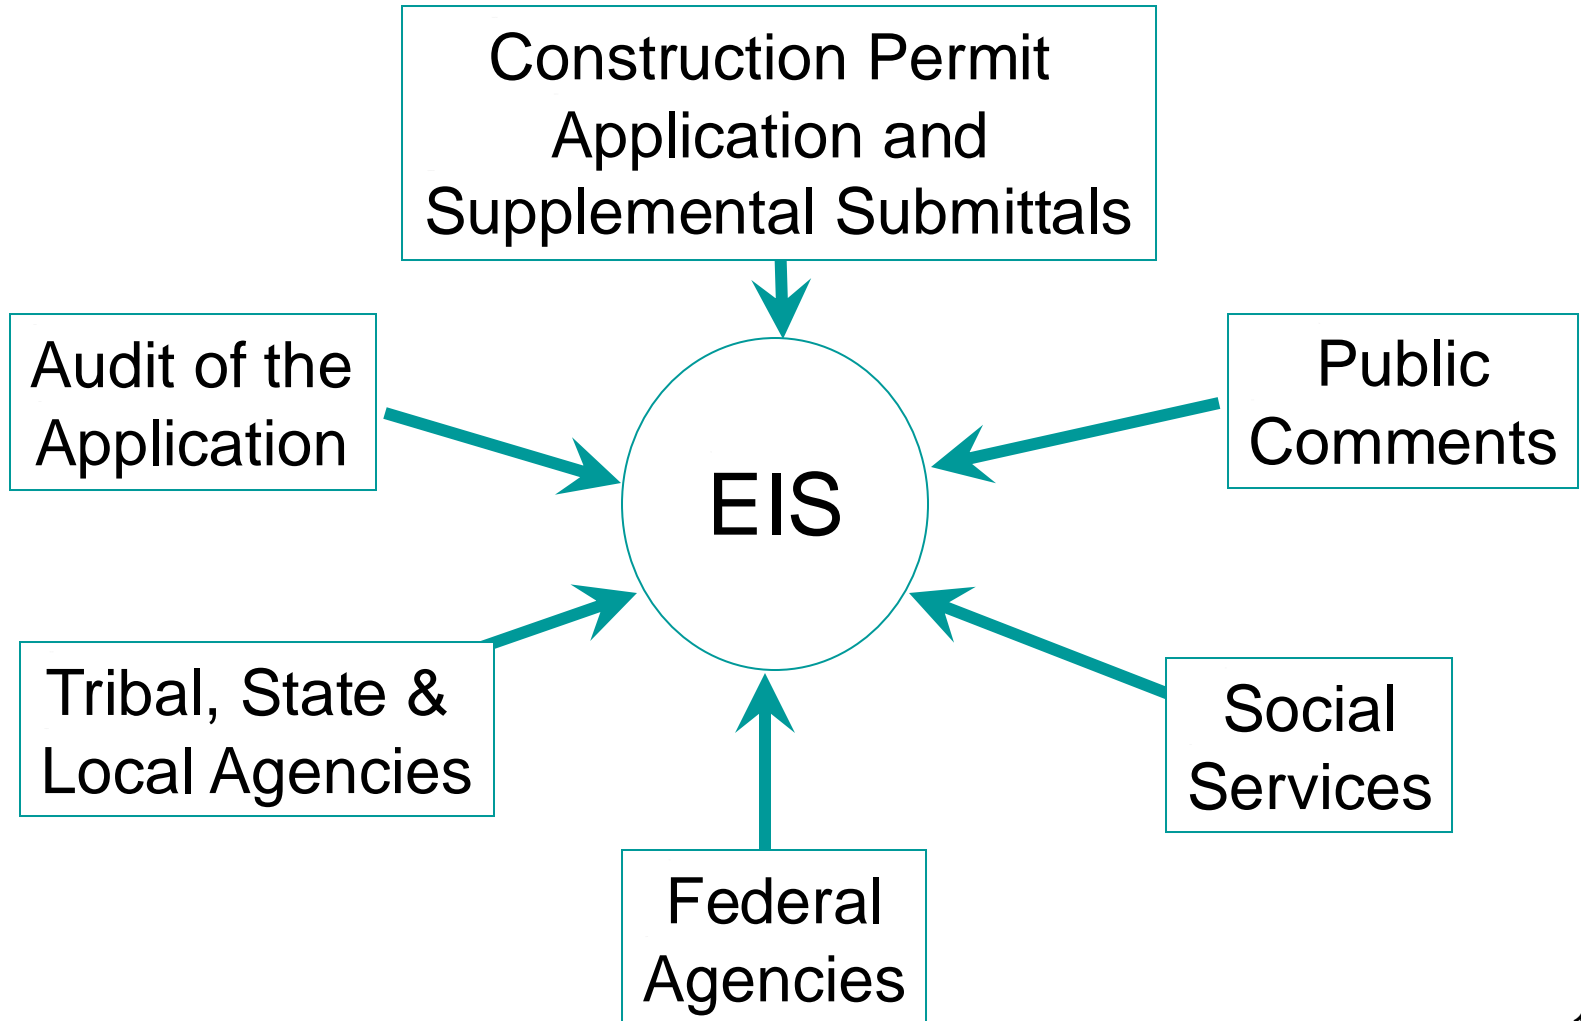 Construction Permit
Application and
Supplemental Submittals
Audit of the
Application
Public
Comments
EIS
Tribal, State &
Local Agencies
Social
Services
Federal
Agencies